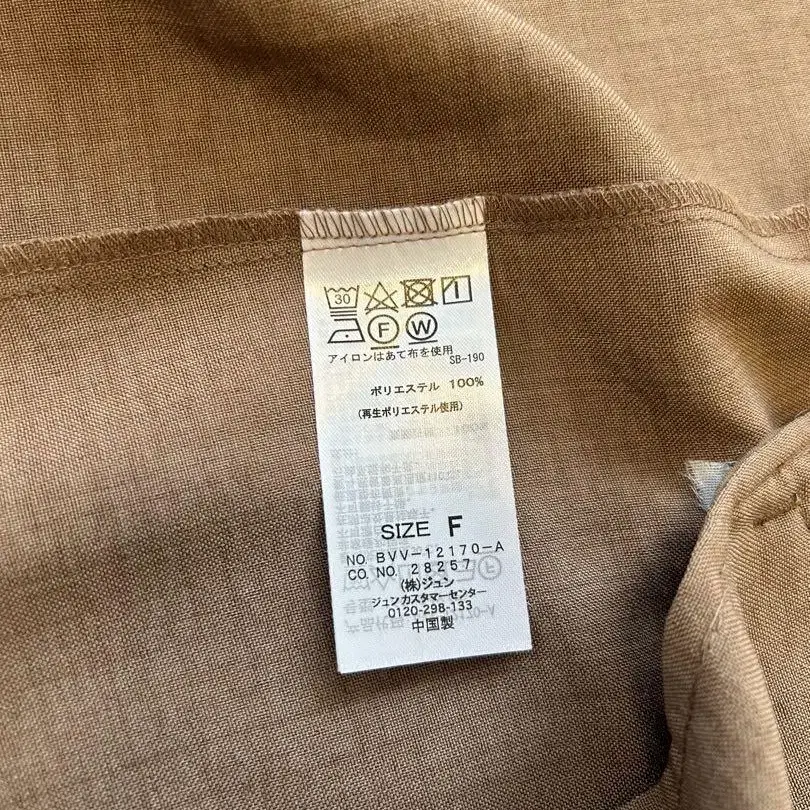 30
F W
アイロンはあて布を使用
SB-190
ポリエステル 100%
(再生ポリエステル使用)
SIZE F
NO. BVV-12170-A
CO. NO. 28257
(株)ジュン
ジュンカスタマーセンター
0120-298-133
中国製